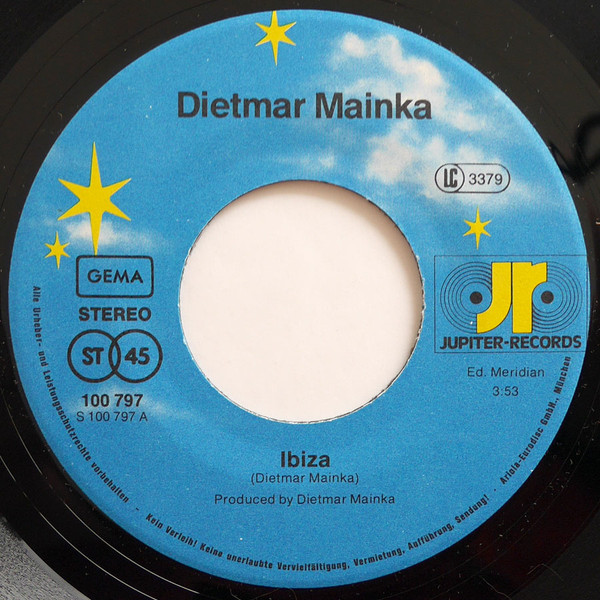 Dietmar Mainka
LC 3379
GEMA
STEREO
ST 45
100 797
S 100 797 A
jr
JUPITER-RECORDS
Ed. Meridian
3:53
Ibiza
(Dietmar Mainka)
Produced by Dietmar Mainka
Alle Urheber- und Leistungsschutzrechte vorbehalten - Kein Verleih! Keine unerlaubte Vervielfältigung, Vermietung, Aufführung, Sendung! - Ariola-Eurodisc GmbH., München